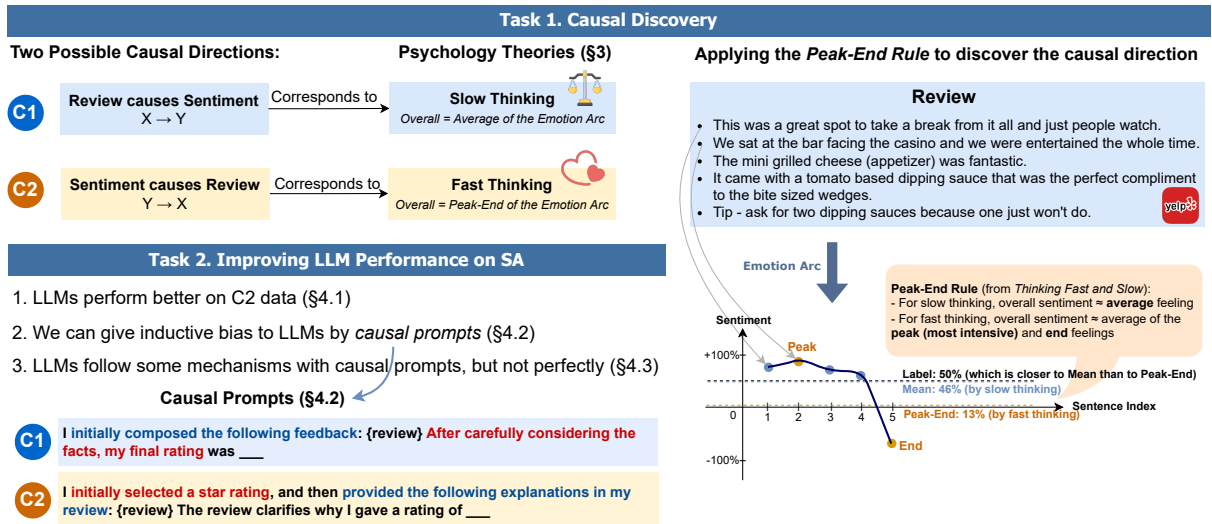 Task 1. Causal Discovery
Two Possible Causal Directions:
Psychology Theories (§3)
C1
Review causes Sentiment
X → Y
Corresponds to
Slow Thinking
Overall = Average of the Emotion Arc
C2
Sentiment causes Review
Y → X
Corresponds to
Fast Thinking
Overall = Peak-End of the Emotion Arc
Applying the Peak-End Rule to discover the causal direction
Review
• This was a great spot to take a break from it all and just people watch.
• We sat at the bar facing the casino and we were entertained the whole time.
• The mini grilled cheese (appetizer) was fantastic.
• It came with a tomato based dipping sauce that was the perfect compliment
to the bite sized wedges.
• Tip - ask for two dipping sauces because one just won't do.
yelp
Emotion Arc
Peak-End Rule (from Thinking Fast and Slow):
- For slow thinking, overall sentiment ≈ average feeling
- For fast thinking, overall sentiment ≈ average of the
peak (most intensive) and end feelings
Sentiment
+100%
Peak
Label: 50% (which is closer to Mean than to Peak-End)
Mean: 46% (by slow thinking)
0
1
2
3
4
5
Sentence Index
Peak-End: 13% (by fast thinking)
End
-100%
Task 2. Improving LLM Performance on SA
1. LLMs perform better on C2 data (§4.1)
2. We can give inductive bias to LLMs by causal prompts (§4.2)
3. LLMs follow some mechanisms with causal prompts, but not perfectly (§4.3)
Causal Prompts (§4.2)
C1
I initially composed the following feedback: {review} After carefully considering the
facts, my final rating was ___
C2
I initially selected a star rating, and then provided the following explanations in my
review: {review} The review clarifies why I gave a rating of ___